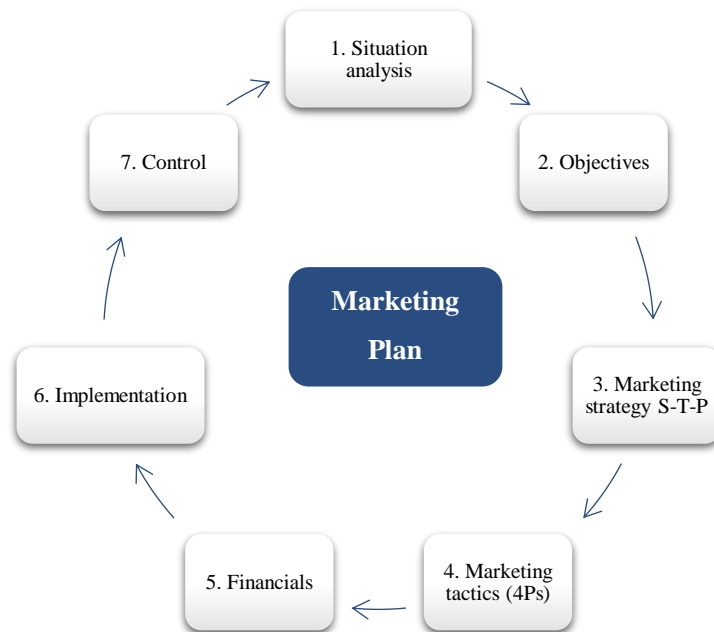 1. Situation
analysis
2. Objectives
3. Marketing
strategy S-T-P
4. Marketing
tactics (4Ps)
5. Financials
6. Implementation
7. Control
Marketing
Plan